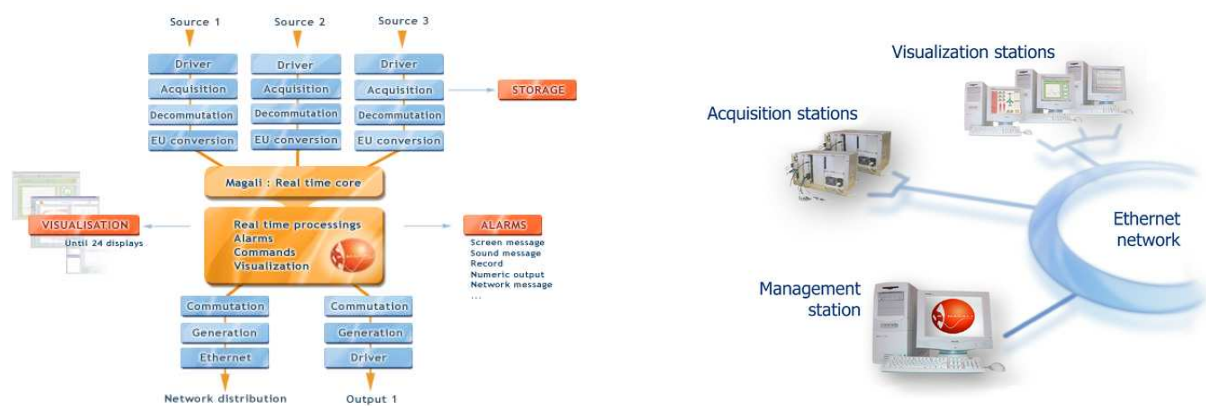 Source 1
Source 2
Source 3
Driver
Driver
Driver
Acquisition
Acquisition
Acquisition
STORAGE
Decommutation
Decommutation
Decommutation
EU conversion
EU conversion
EU conversion
Magali : Real time core
VISUALISATION
Until 24 displays
Real time processings
Alarms
Commands
Visualization
ALARMS
Screen message
Sound message
Record
Numeric output
Network message
...
Commutation
Commutation
Generation
Generation
Ethernet
Driver
Network distribution
Output 1
Visualization stations
Acquisition stations
Ethernet
network
Management
station